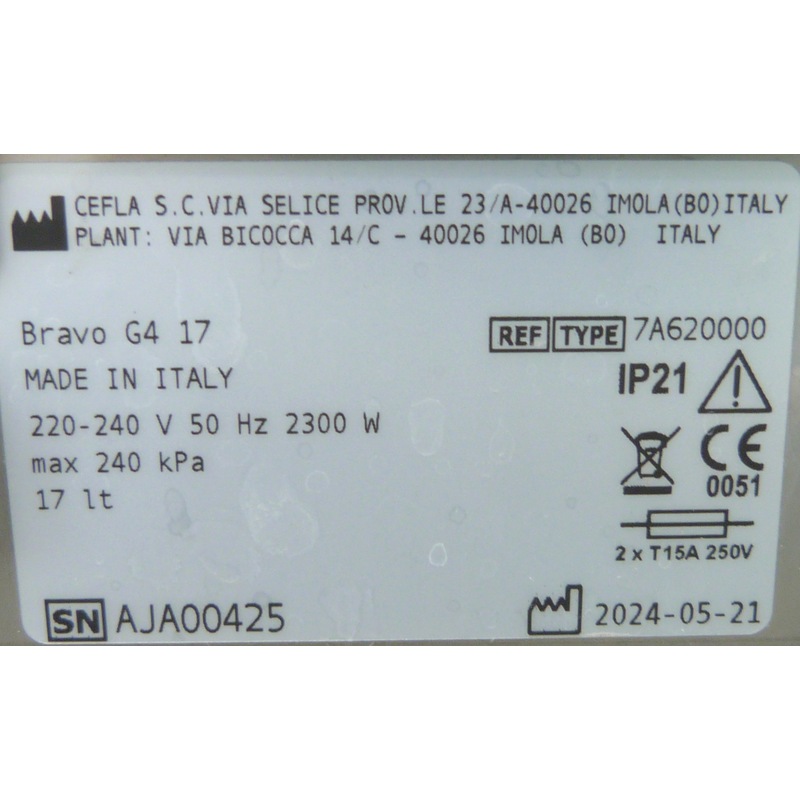 CEFLA S.C.VIA SELICE PROV.LE 23/A-40026 IMOLA(BO)ITALY
PLANT: VIA BICOCCA 14/C - 40026 IMOLA (BO) ITALY
Bravo G4 17
REF TYPE 7A620000
MADE IN ITALY
IP21
220-240 V 50 Hz 2300 W
max 240 kPa
CE
0051
17 lt
2 x T15A 250V
SN AJA00425
2024-05-21